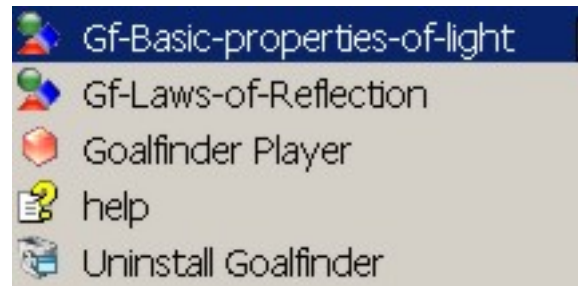 Gf-Basic-properties-of-light
Gf-Laws-of-Reflection
Goalfinder Player
help
Uninstall Goalfinder